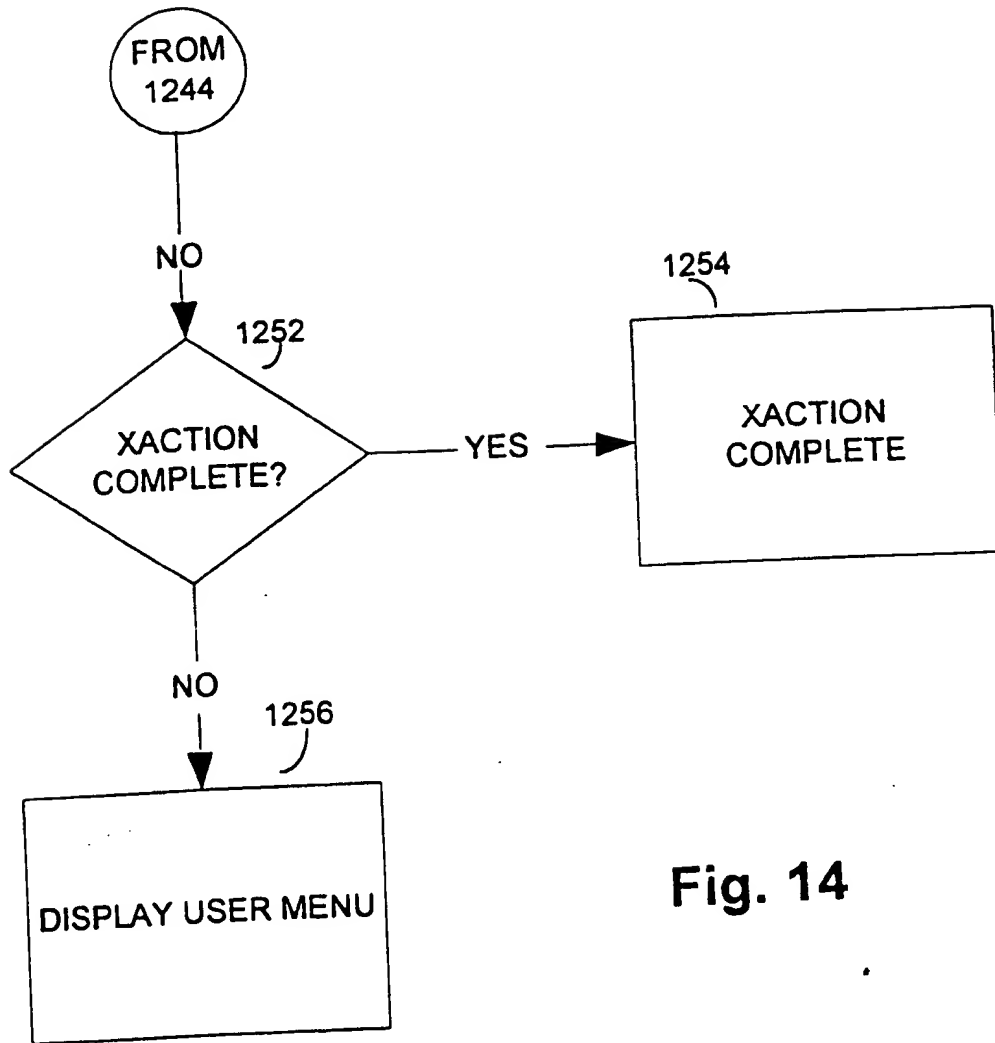 FROM
1244
NO
1252
XACTION
COMPLETE?
YES
1254
XACTION
COMPLETE
NO
1256
DISPLAY USER MENU
Fig. 14